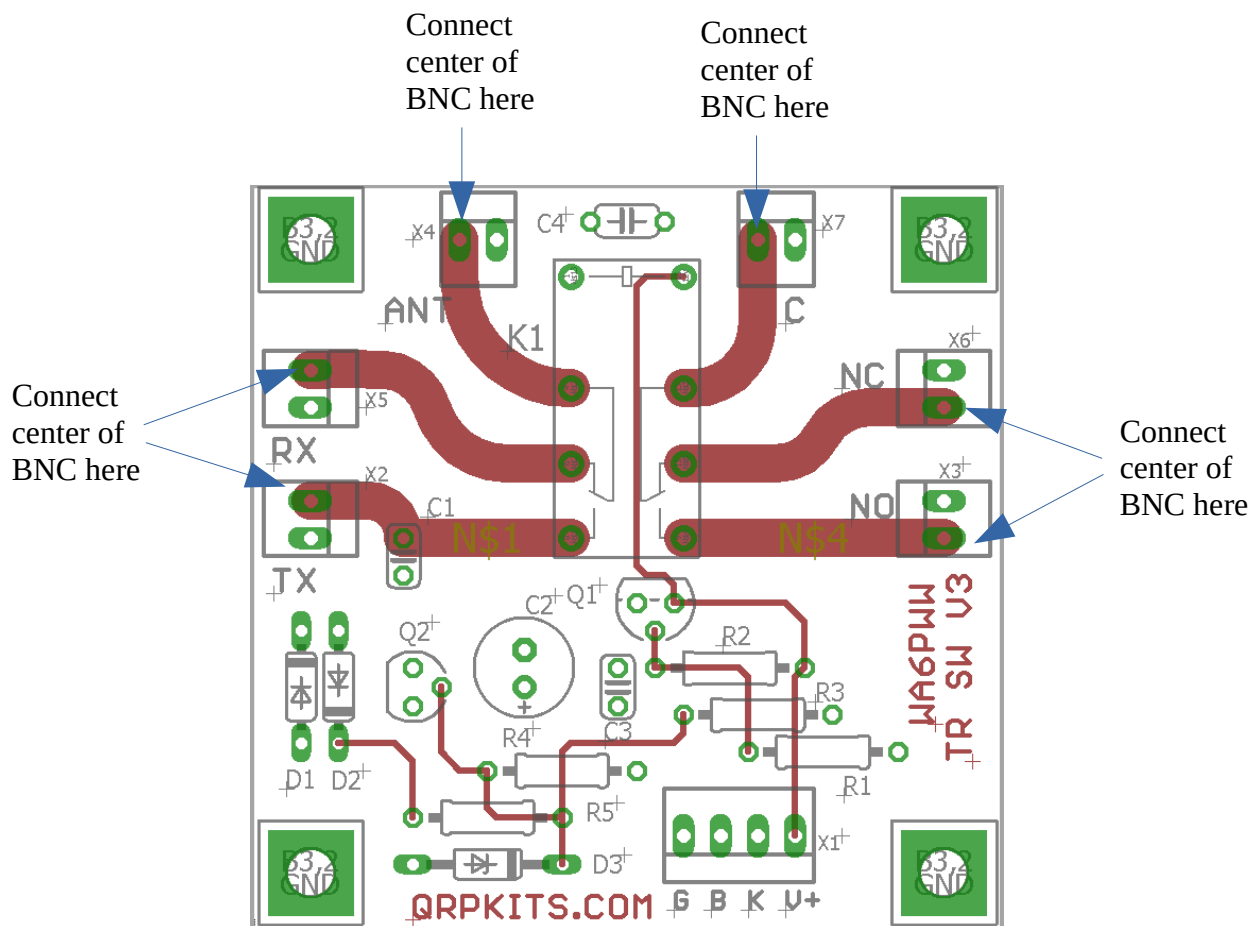 Connect
center of
BNC here
Connect
center of
BNC here
B3,2
GND
X4
C4
X7
B3,2
GND
ANT
K1
C
X6
NC
X5
Connect
center of
BNC here
RX
X2
C1
N$1
N$4
NO
X3
Connect
center of
BNC here
TX
Q1
C2
Q2
R2
WA6PWW
TR SW V3
+
R3
C3
R4
D1
D2
R1
R5
X1
D3
B3,2
GND
B3,2
GND
G B K V+
QRPKITS.COM